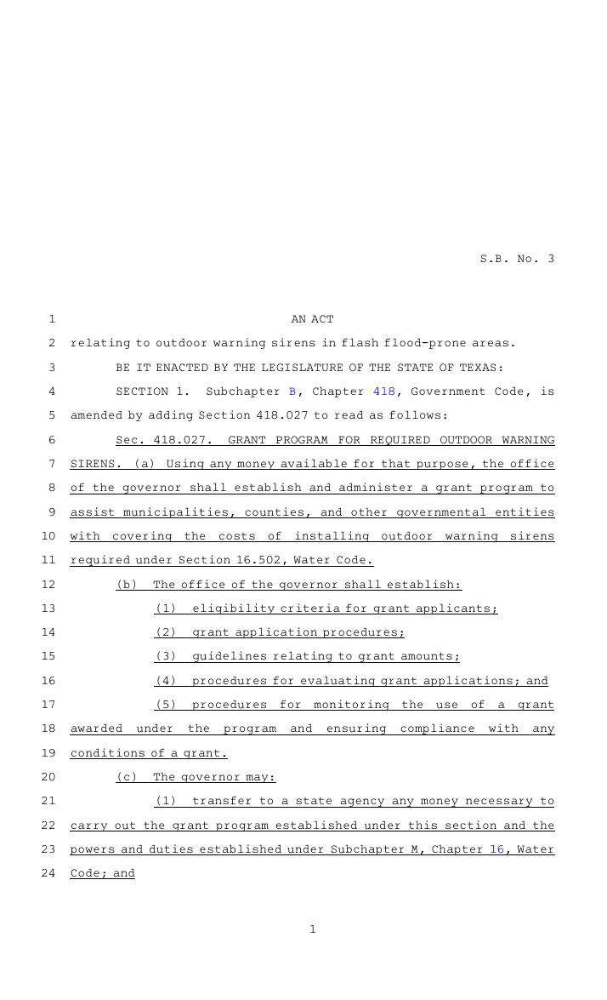 S.B. No. 3
1 AN ACT
2 relating to outdoor warning sirens in flash flood-prone areas.
3 BE IT ENACTED BY THE LEGISLATURE OF THE STATE OF TEXAS:
4 SECTION 1. Subchapter B, Chapter 418, Government Code, is
5 amended by adding Section 418.027 to read as follows:
6 Sec. 418.027. GRANT PROGRAM FOR REQUIRED OUTDOOR WARNING
7 SIRENS. (a) Using any money available for that purpose, the office
8 of the governor shall establish and administer a grant program to
9 assist municipalities, counties, and other governmental entities
10 with covering the costs of installing outdoor warning sirens
11 required under Section 16.502, Water Code.
12 (b) The office of the governor shall establish:
13 (1) eligibility criteria for grant applicants;
14 (2) grant application procedures;
15 (3) guidelines relating to grant amounts;
16 (4) procedures for evaluating grant applications; and
17 (5) procedures for monitoring the use of a grant
18 awarded under the program and ensuring compliance with any
19 conditions of a grant.
20 (c) The governor may:
21 (1) transfer to a state agency any money necessary to
22 carry out the grant program established under this section and the
23 powers and duties established under Subchapter M, Chapter 16, Water
24 Code; and
1